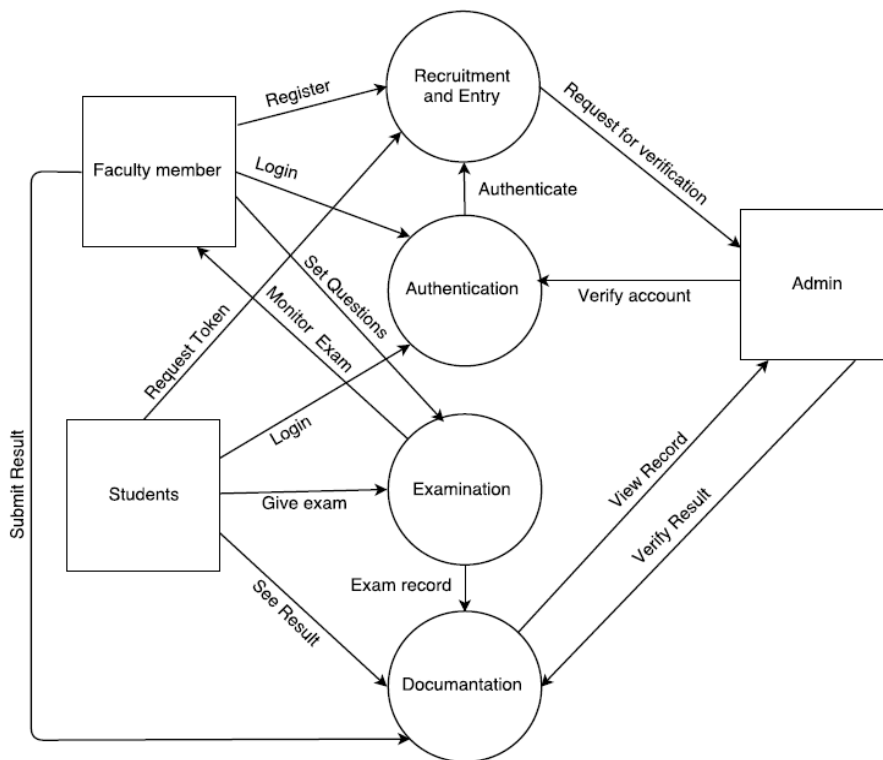 Recruitment
and Entry
Register
Request for verification
Faculty member
Login
Authenticate
Set Questions
Monitor Exam
Authentication
Verify account
Admin
Request Token
Login
Students
Examination
Give exam
View Record
Verify Result
Submit Result
Exam record
See Result
Documantation